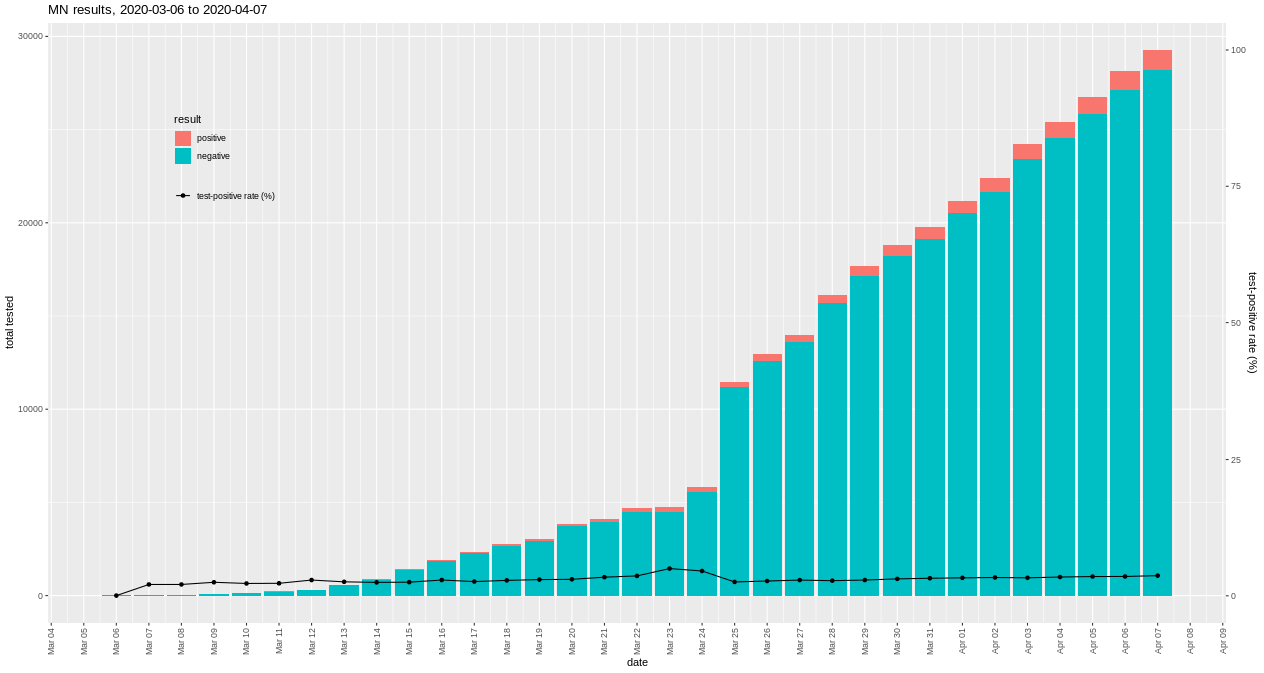 MN results, 2020-03-06 to 2020-04-07
30000
20000
10000
0
total tested
result
positive
negative
test-positive rate (%)
100
75
50
25
0
test-positive rate (%)
Mar 04
Mar 05
Mar 06
Mar 07
Mar 08
Mar 09
Mar 10
Mar 11
Mar 12
Mar 13
Mar 14
Mar 15
Mar 16
Mar 17
Mar 18
Mar 19
Mar 20
Mar 21
Mar 22
Mar 23
Mar 24
Mar 25
Mar 26
Mar 27
Mar 28
Mar 29
Mar 30
Mar 31
Apr 01
Apr 02
Apr 03
Apr 04
Apr 05
Apr 06
Apr 07
Apr 08
Apr 09
date